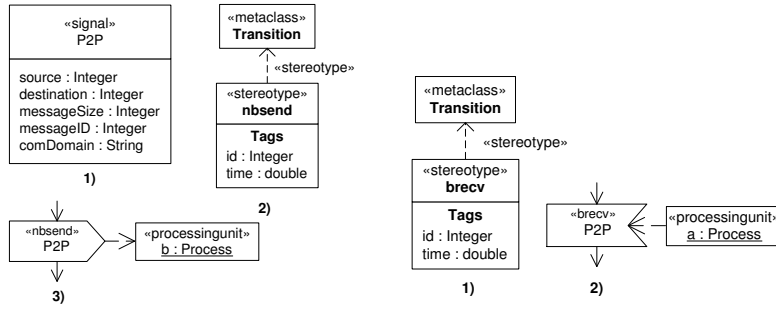 «signal»
P2P
source : Integer
destination : Integer
messageSize : Integer
messageID : Integer
comDomain : String
1)
«metaclass»
Transition
«stereotype»
«stereotype»
nbsend
Tags
id : Integer
time : double
2)
«nbsend»
P2P
«processingunit»
b : Process
3)
«metaclass»
Transition
«stereotype»
«stereotype»
brecv
Tags
id : Integer
time : double
1)
«brecv»
P2P
«processingunit»
a : Process
2)